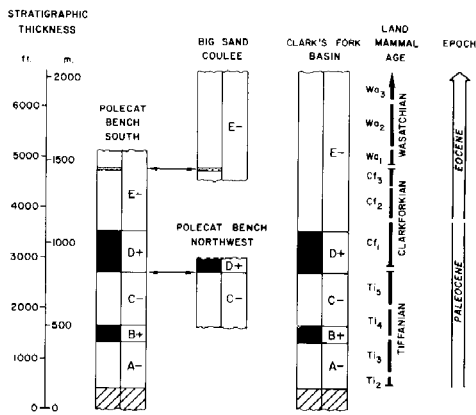 STRATIGRAPHIC
THICKNESS
ft. m.
2000
6000
5000
1500
4000
1000
3000
2000
500
1000
0 0
POLECAT
BENCH
SOUTH
E-
D+
C-
B+
A-
BIG SAND
COULEE
E-
POLECAT BENCH
NORTHWEST
D+
C-
CLARK'S FORK
BASIN
E-
D+
C-
B+
A-
LAND
MAMMAL
AGE
Wa3
Wa2
Wa1
Cf3
Cf2
Cf1
Ti5
Ti4
Ti3
Ti2
WASATCHIAN
CLARKFORKIAN
TIFFANIAN
EPOCH
EOCENE
PALEOCENE